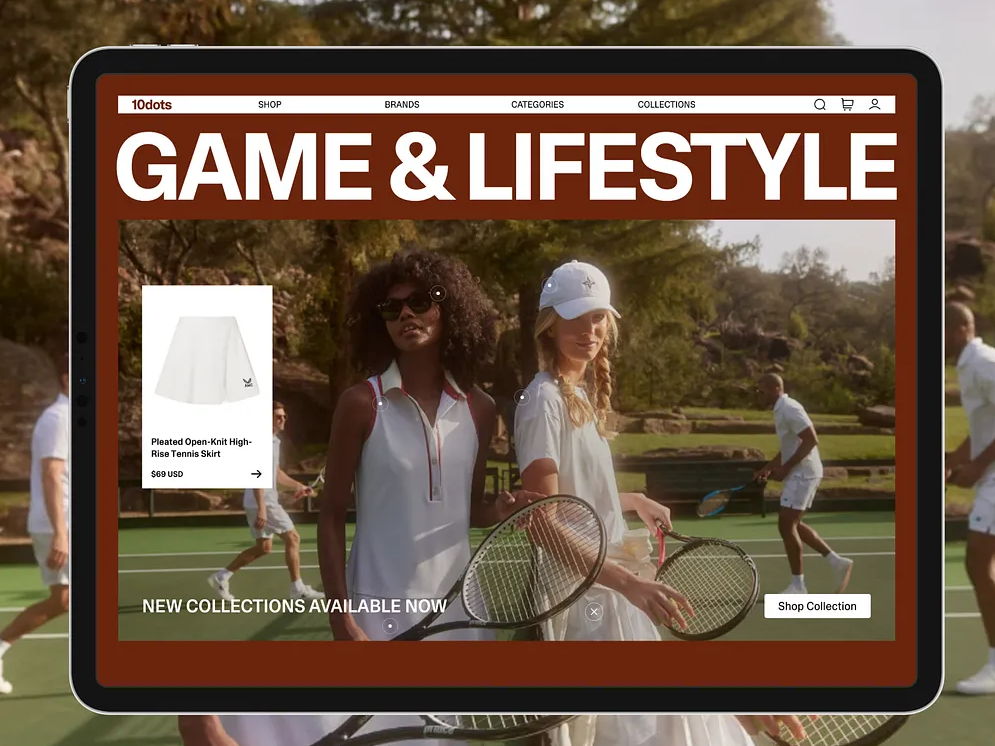 10dots
SHOP
BRANDS
CATEGORIES
COLLECTIONS
GAME & LIFESTYLE
Pleated Open-Knit High-
Rise Tennis Skirt
$69 USD
NEW COLLECTIONS AVAILABLE NOW
Shop Collection